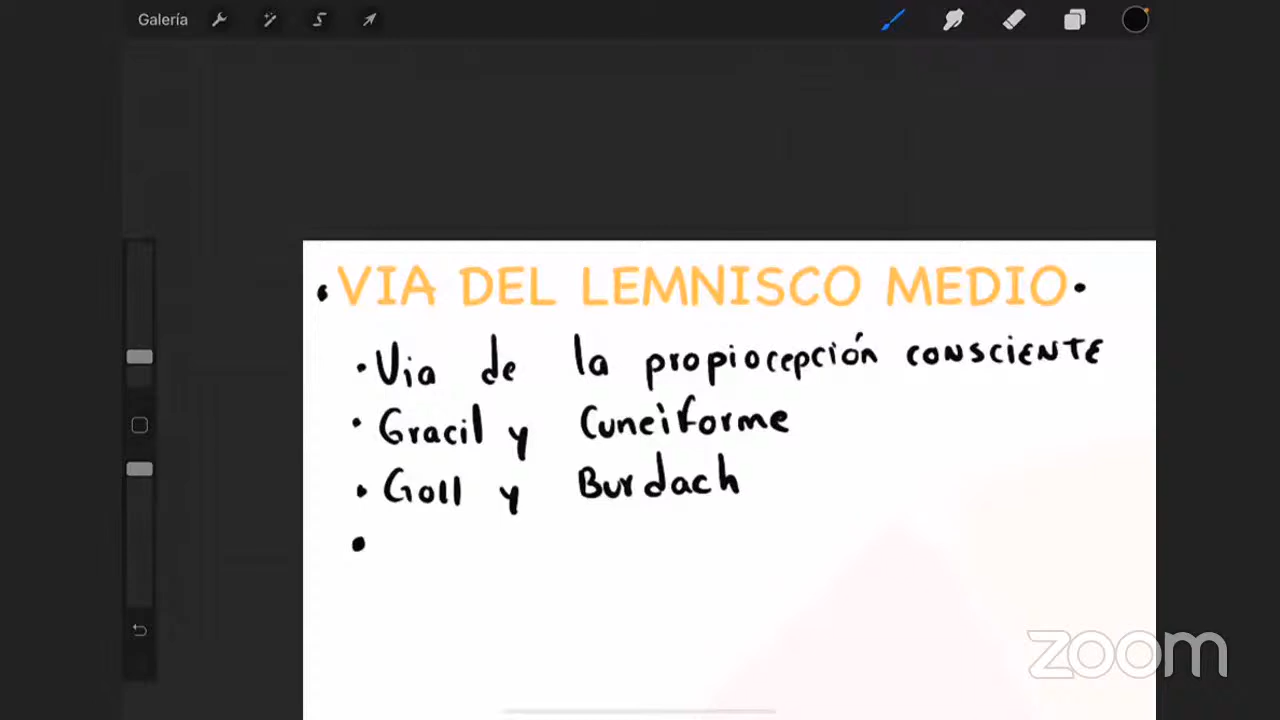 Galería
• VIA DEL LEMNISCO MEDIO •
• Via de la propiocepción CONSCIENTE
• Gracil y Cuneiforme
• Goll y Burdach
•
zoom